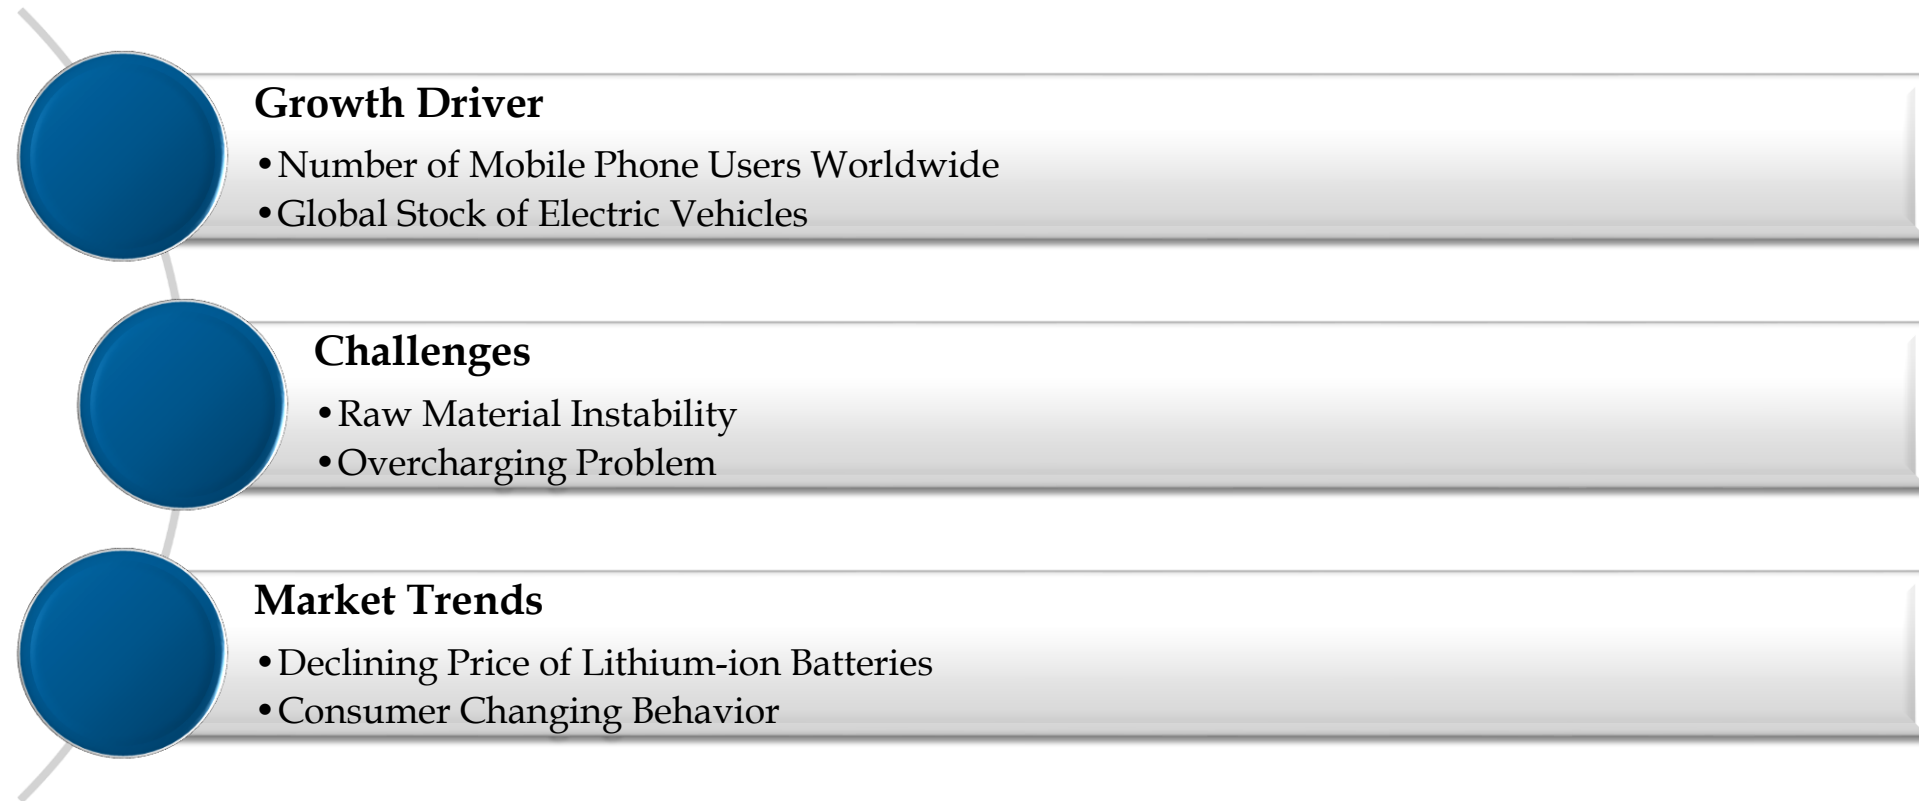 Growth Driver
•Number of Mobile Phone Users Worldwide
•Global Stock of Electric Vehicles
Challenges
•Raw Material Instability
•Overcharging Problem
Market Trends
•Declining Price of Lithium-ion Batteries
•Consumer Changing Behavior